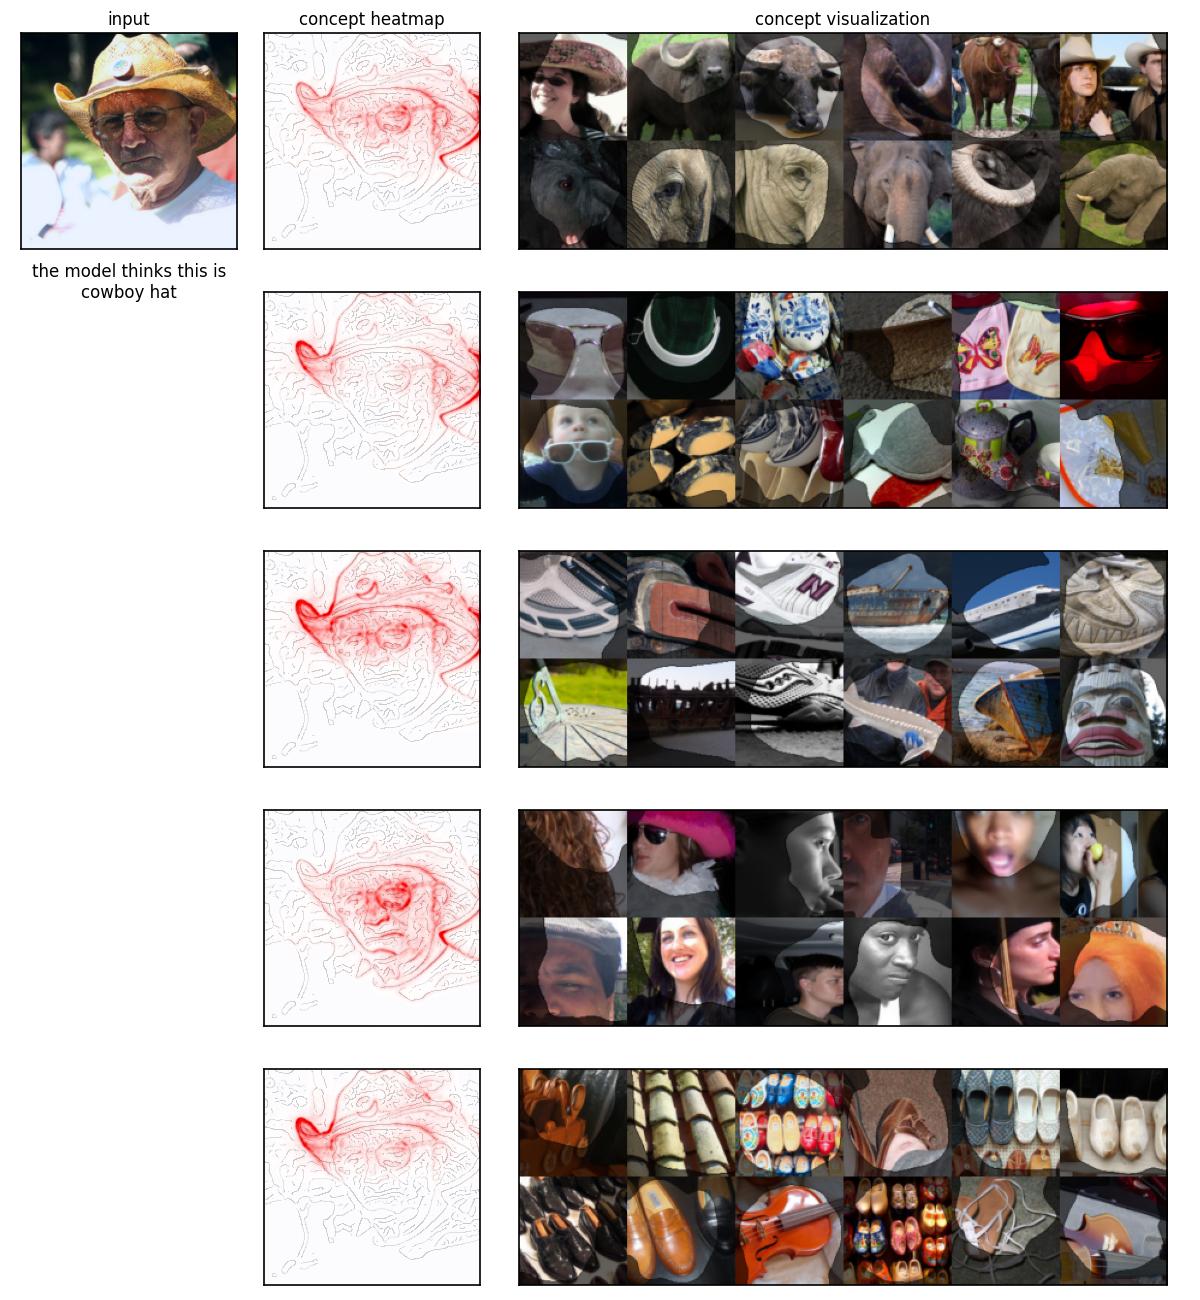 input
concept heatmap
concept visualization
the model thinks this is
cowboy hat
N